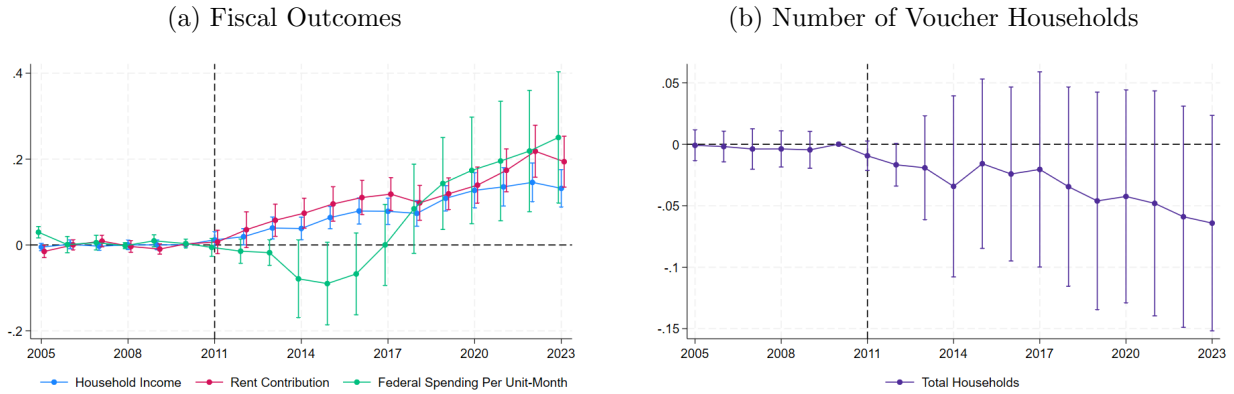 (a) Fiscal Outcomes
.4
.2
0
-.2
2005 2008 2011 2014 2017 2020 2023
Household Income Rent Contribution Federal Spending Per Unit-Month
(b) Number of Voucher Households
.05
0
-.05
-.1
-.15
2005 2008 2011 2014 2017 2020 2023
Total Households